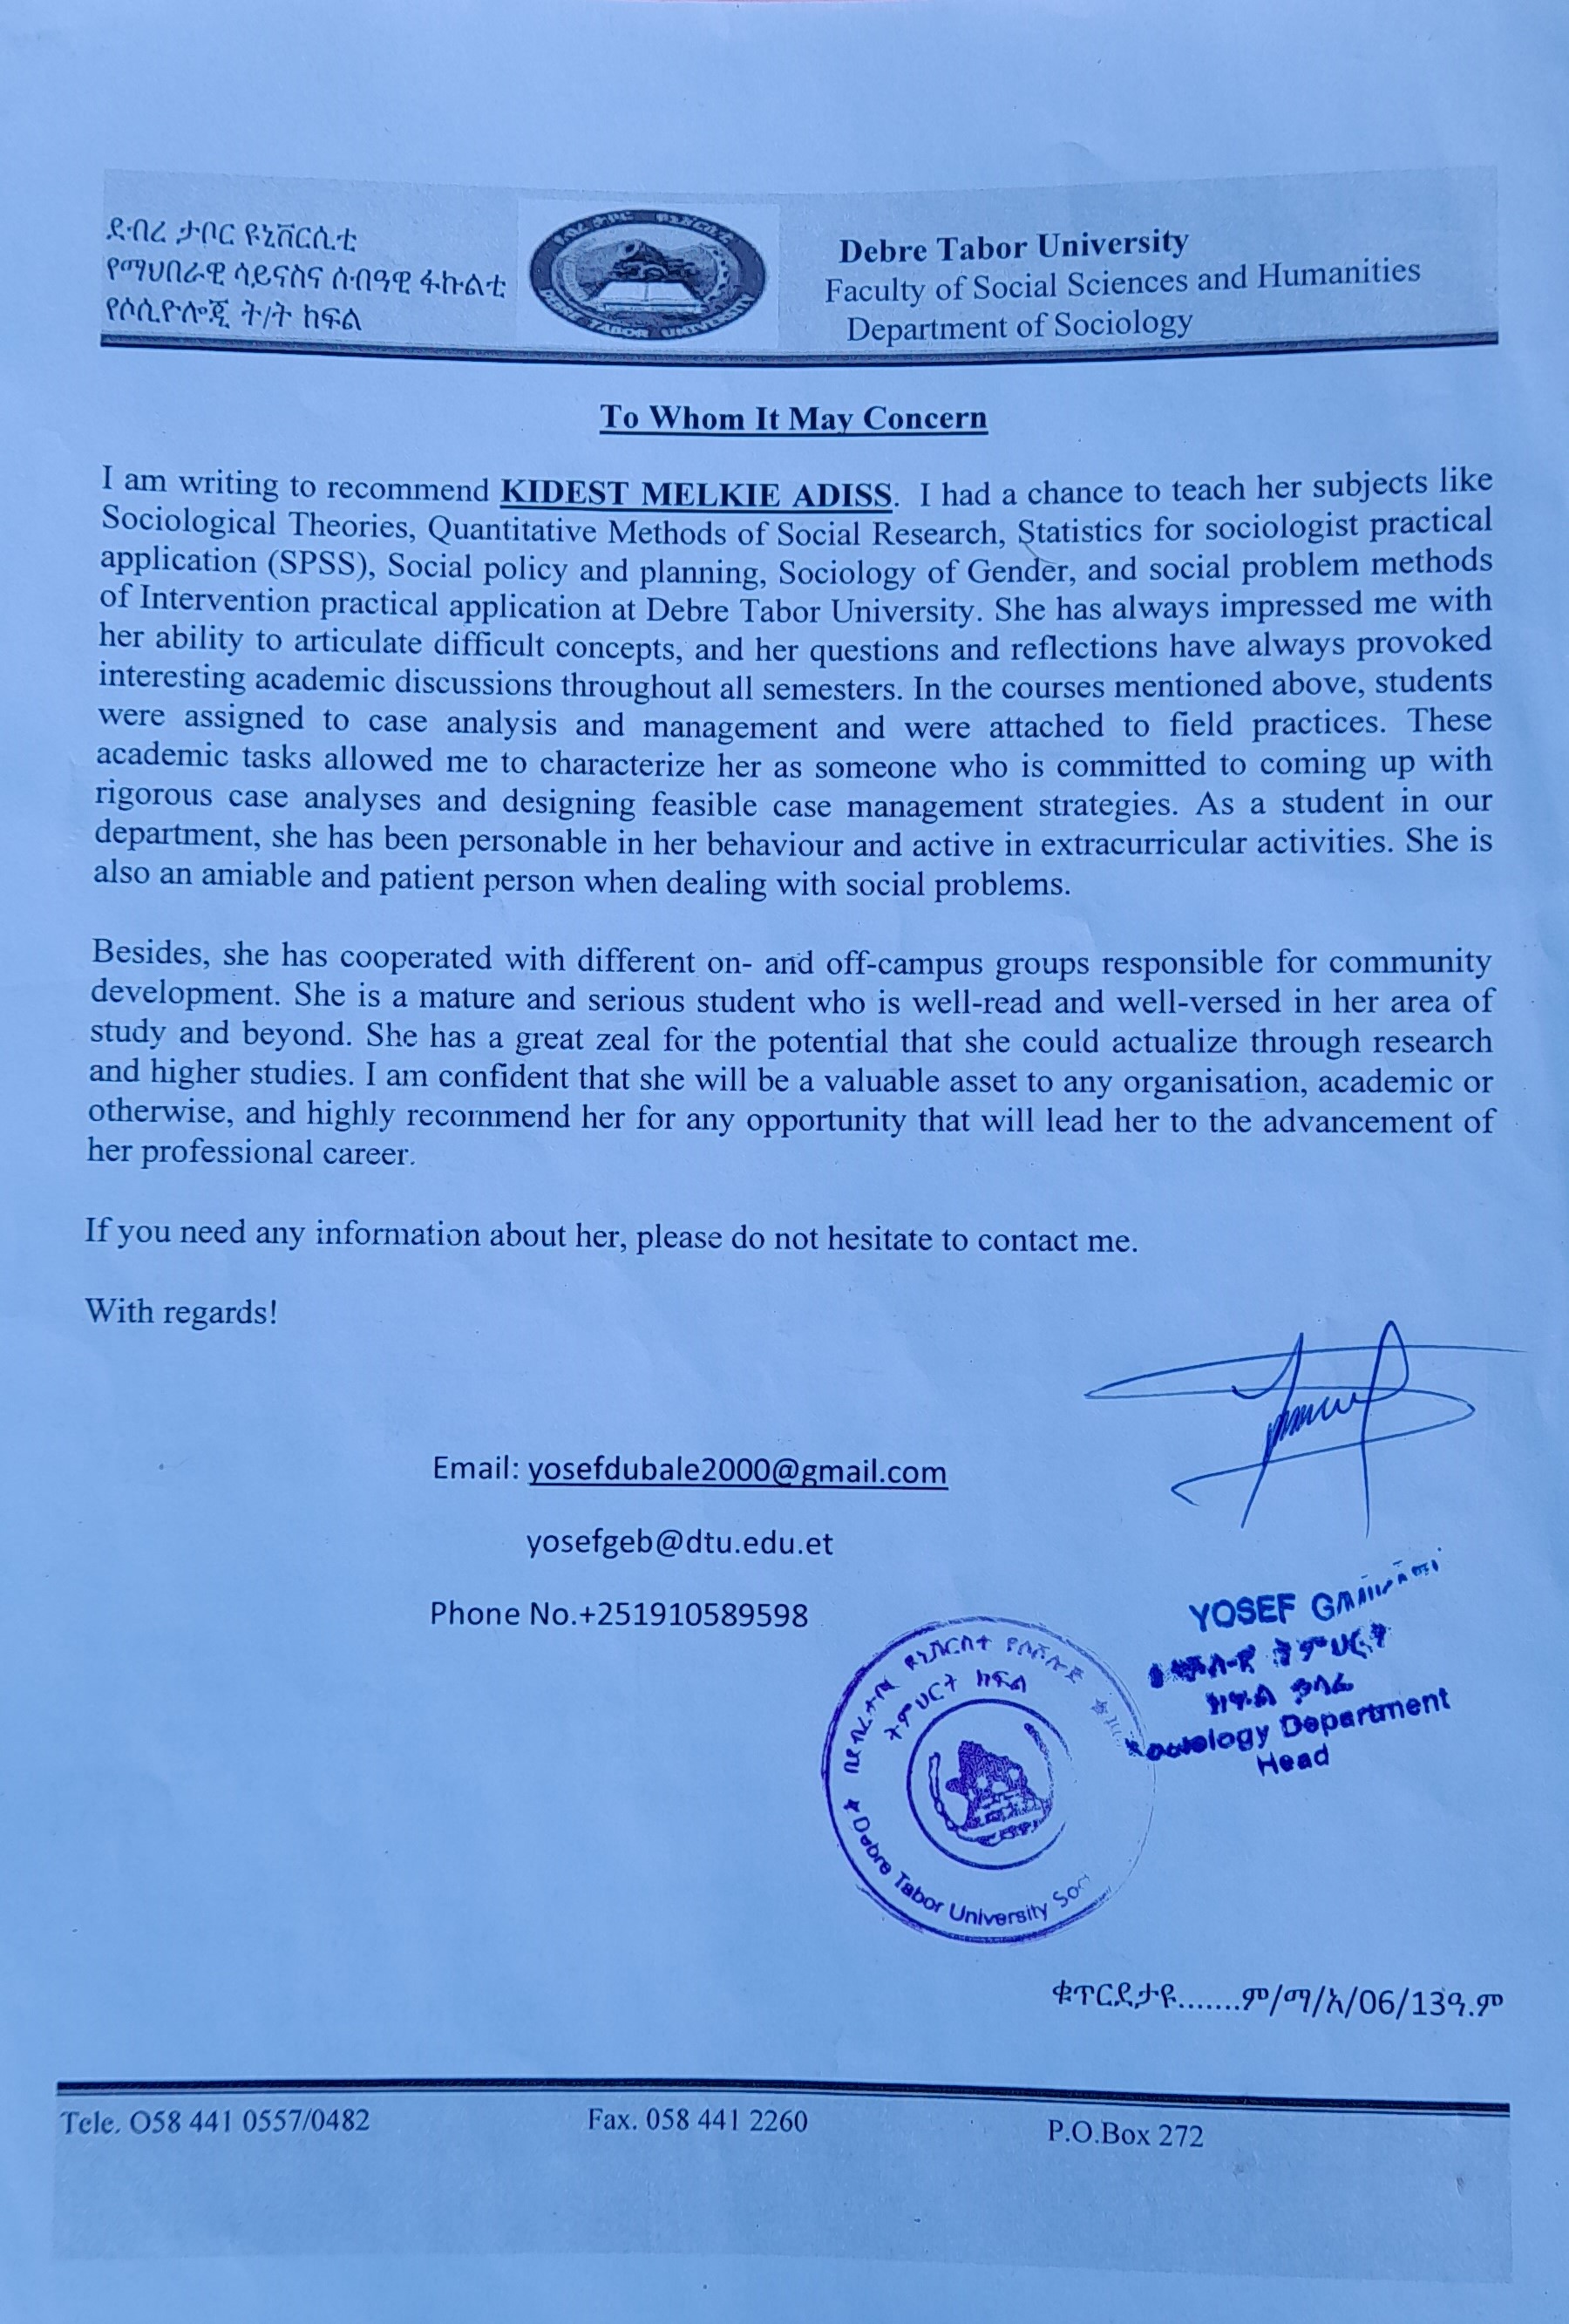 ደብረ ታቦር ዩኒቨርሲቲ
የማህበራዊ ሳይናስና ሰብዓዊ ፋኩልቲ
የሶሲዮሎጂ ት/ት ክፍል
DEBRE TABOR UNIVERSITY
Debre Tabor University
Faculty of Social Sciences and Humanities
Department of Sociology
To Whom It May Concern
I am writing to recommend KIDEST MELKIE ADISS. I had a chance to teach her subjects like
Sociological Theories, Quantitative Methods of Social Research, Statistics for sociologist practical
application (SPSS), Social policy and planning, Sociology of Gender, and social problem methods
of Intervention practical application at Debre Tabor University. She has always impressed me with
her ability to articulate difficult concepts, and her questions and reflections have always provoked
interesting academic discussions throughout all semesters. In the courses mentioned above, students
were assigned to case analysis and management and were attached to field practices. These
academic tasks allowed me to characterize her as someone who is committed to coming up with
rigorous case analyses and designing feasible case management strategies. As a student in our
department, she has been personable in her behaviour and active in extracurricular activities. She is
also an amiable and patient person when dealing with social problems.
Besides, she has cooperated with different on- and off-campus groups responsible for community
development. She is a mature and serious student who is well-read and well-versed in her area of
study and beyond. She has a great zeal for the potential that she could actualize through research
and higher studies. I am confident that she will be a valuable asset to any organisation, academic or
otherwise, and highly recommend her for any opportunity that will lead her to the advancement of
her professional career.
If you need any information about her, please do not hesitate to contact me.
With regards!
Email: yosefdubale2000@gmail.com
yosefgeb@dtu.edu.et
Phone No.+251910589598
YOSEF
ትምህርት
ክፍል ኃላፊ
Sociology Department
Head
ትምህርት ክፍል
Debre Tabor University
ቁጥርደታዩ.......ም/ማ/አ/06/13ዓ.ም
Tele. O58 441 0557/0482
Fax. 058 441 2260
P.O.Box 272